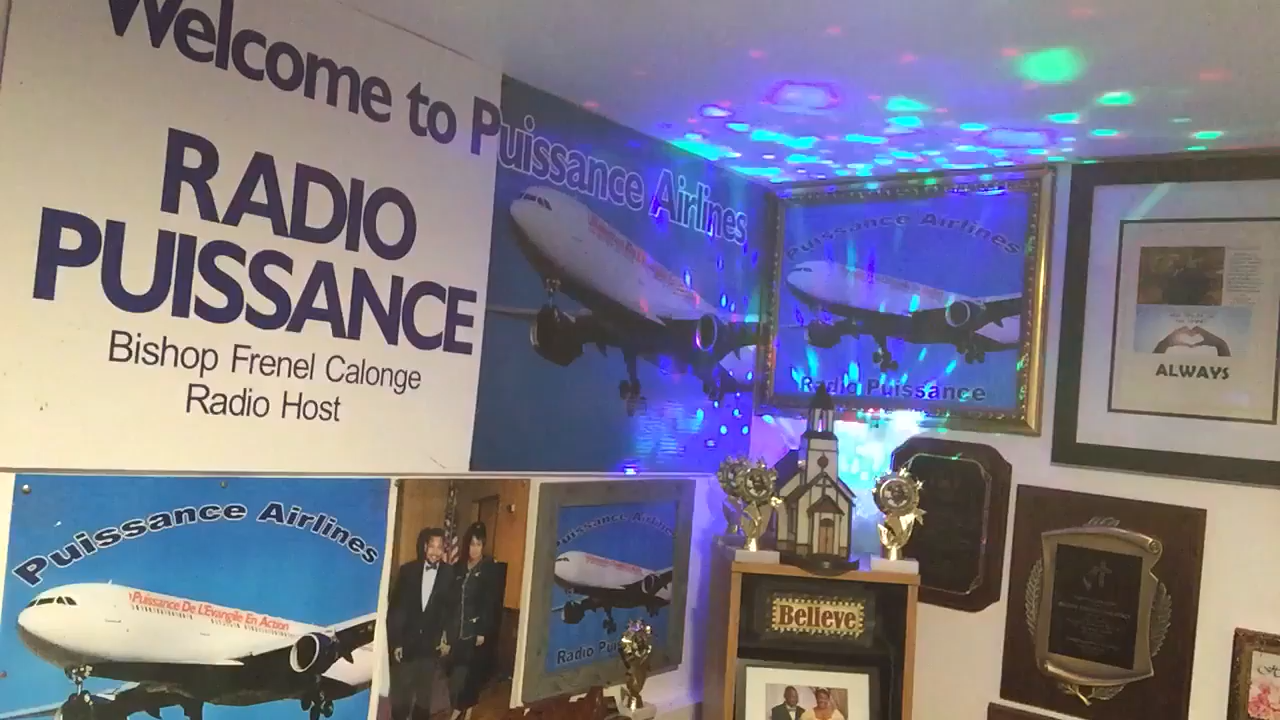 Welcome to Puissance Airlines
RADIO
PUISSANCE
Bishop Frenel Calonge
Radio Host
Puissance Airlines
Radio Puissance
ALWAYS
Puissance Airlines
Puissance De L'Evangile En Action
Puissance Airlines
Radio
Believe